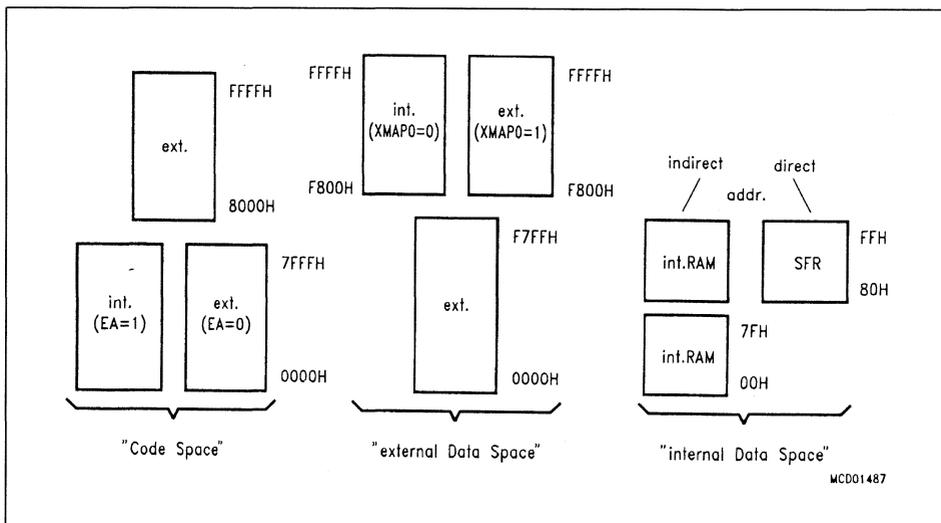 FFFFH
ext.
8000H
int.
(EA=1)
ext.
(EA=0)
7FFFH
0000H
"Code Space"
FFFFH
int.
(XMAP0=0)
F800H
ext.
(XMAP0=1)
FFFFH
F800H
F7FFH
ext.
0000H
"external Data Space"
indirect
direct
addr.
int.RAM
SFR
FFH
80H
int.RAM
7FH
00H
"internal Data Space"
MCD01487